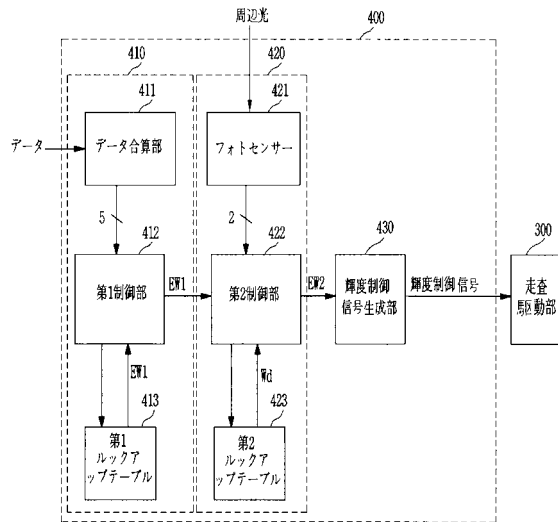 周辺光
400
410
420
411
421
データ
データ合算部
フォトセンサー
5
2
412
422
430
300
第1制御部
EW1
第2制御部
EW2
輝度制御
信号生成部
輝度制御信号
走査
駆動部
EW1
Wd
413
423
第1
ルックア
ップテーブル
第2
ルックア
ップテーブル